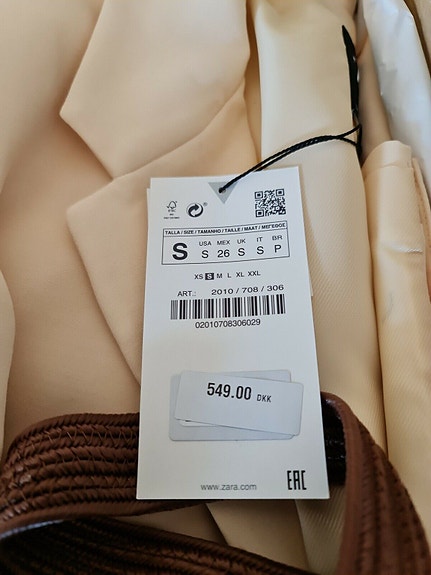 TALLA / SIZE / TAMANHO / TAILLE / MAAT / ΜΕΓΕΘΟΣ
S USA S MEX 26 UK S IT S BR P
XS S M L XL XXL
ART.: 2010 / 708 / 306
02010708306029
549.00 DKK
www.zara.com EAC